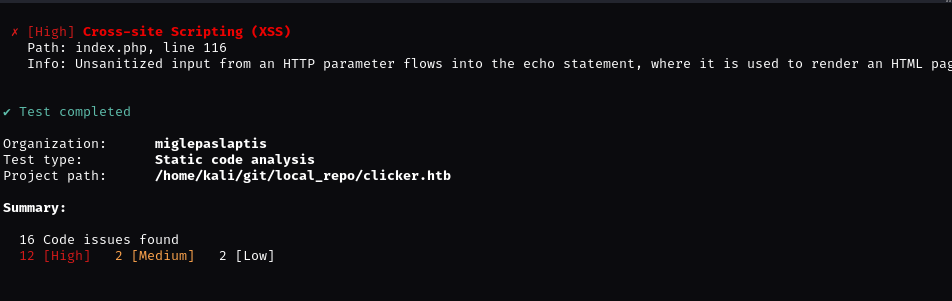 ✗ [High] Cross-site Scripting (XSS)
Path: index.php, line 116
Info: Unsanitized input from an HTTP parameter flows into the echo statement, where it is used to render an HTML pag
✔ Test completed
Organization: miglepaslaptis
Test type: Static code analysis
Project path: /home/kali/git/local_repo/clicker.htb
Summary:
16 Code issues found
12 [High] 2 [Medium] 2 [Low]